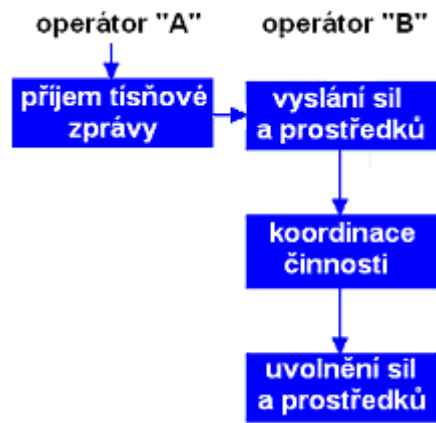 operátor "A"
operátor "B"
příjem tísňové
zprávy
vyslání sil
a prostředků
koordinace
činnosti
uvolnění sil
a prostředků